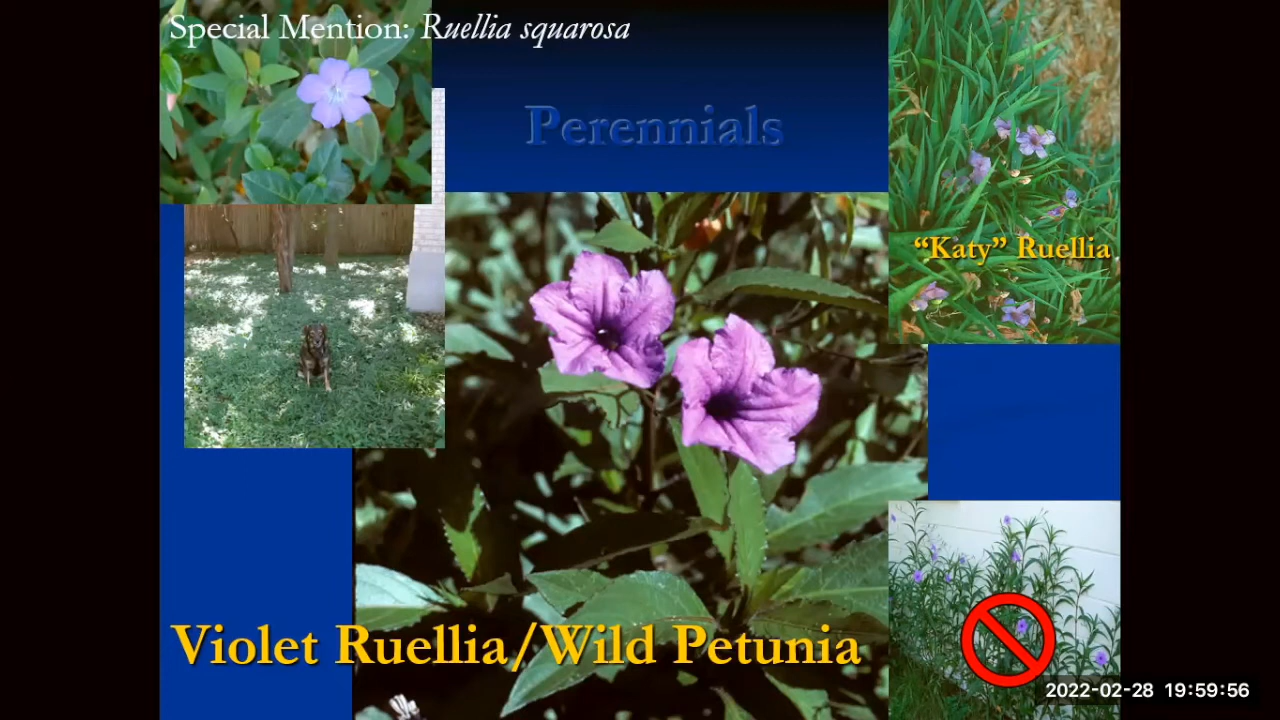 Special Mention: Ruellia squarosa
Perennials
“Katy” Ruellia
Violet Ruellia/Wild Petunia
2022-02-28 19:59:56